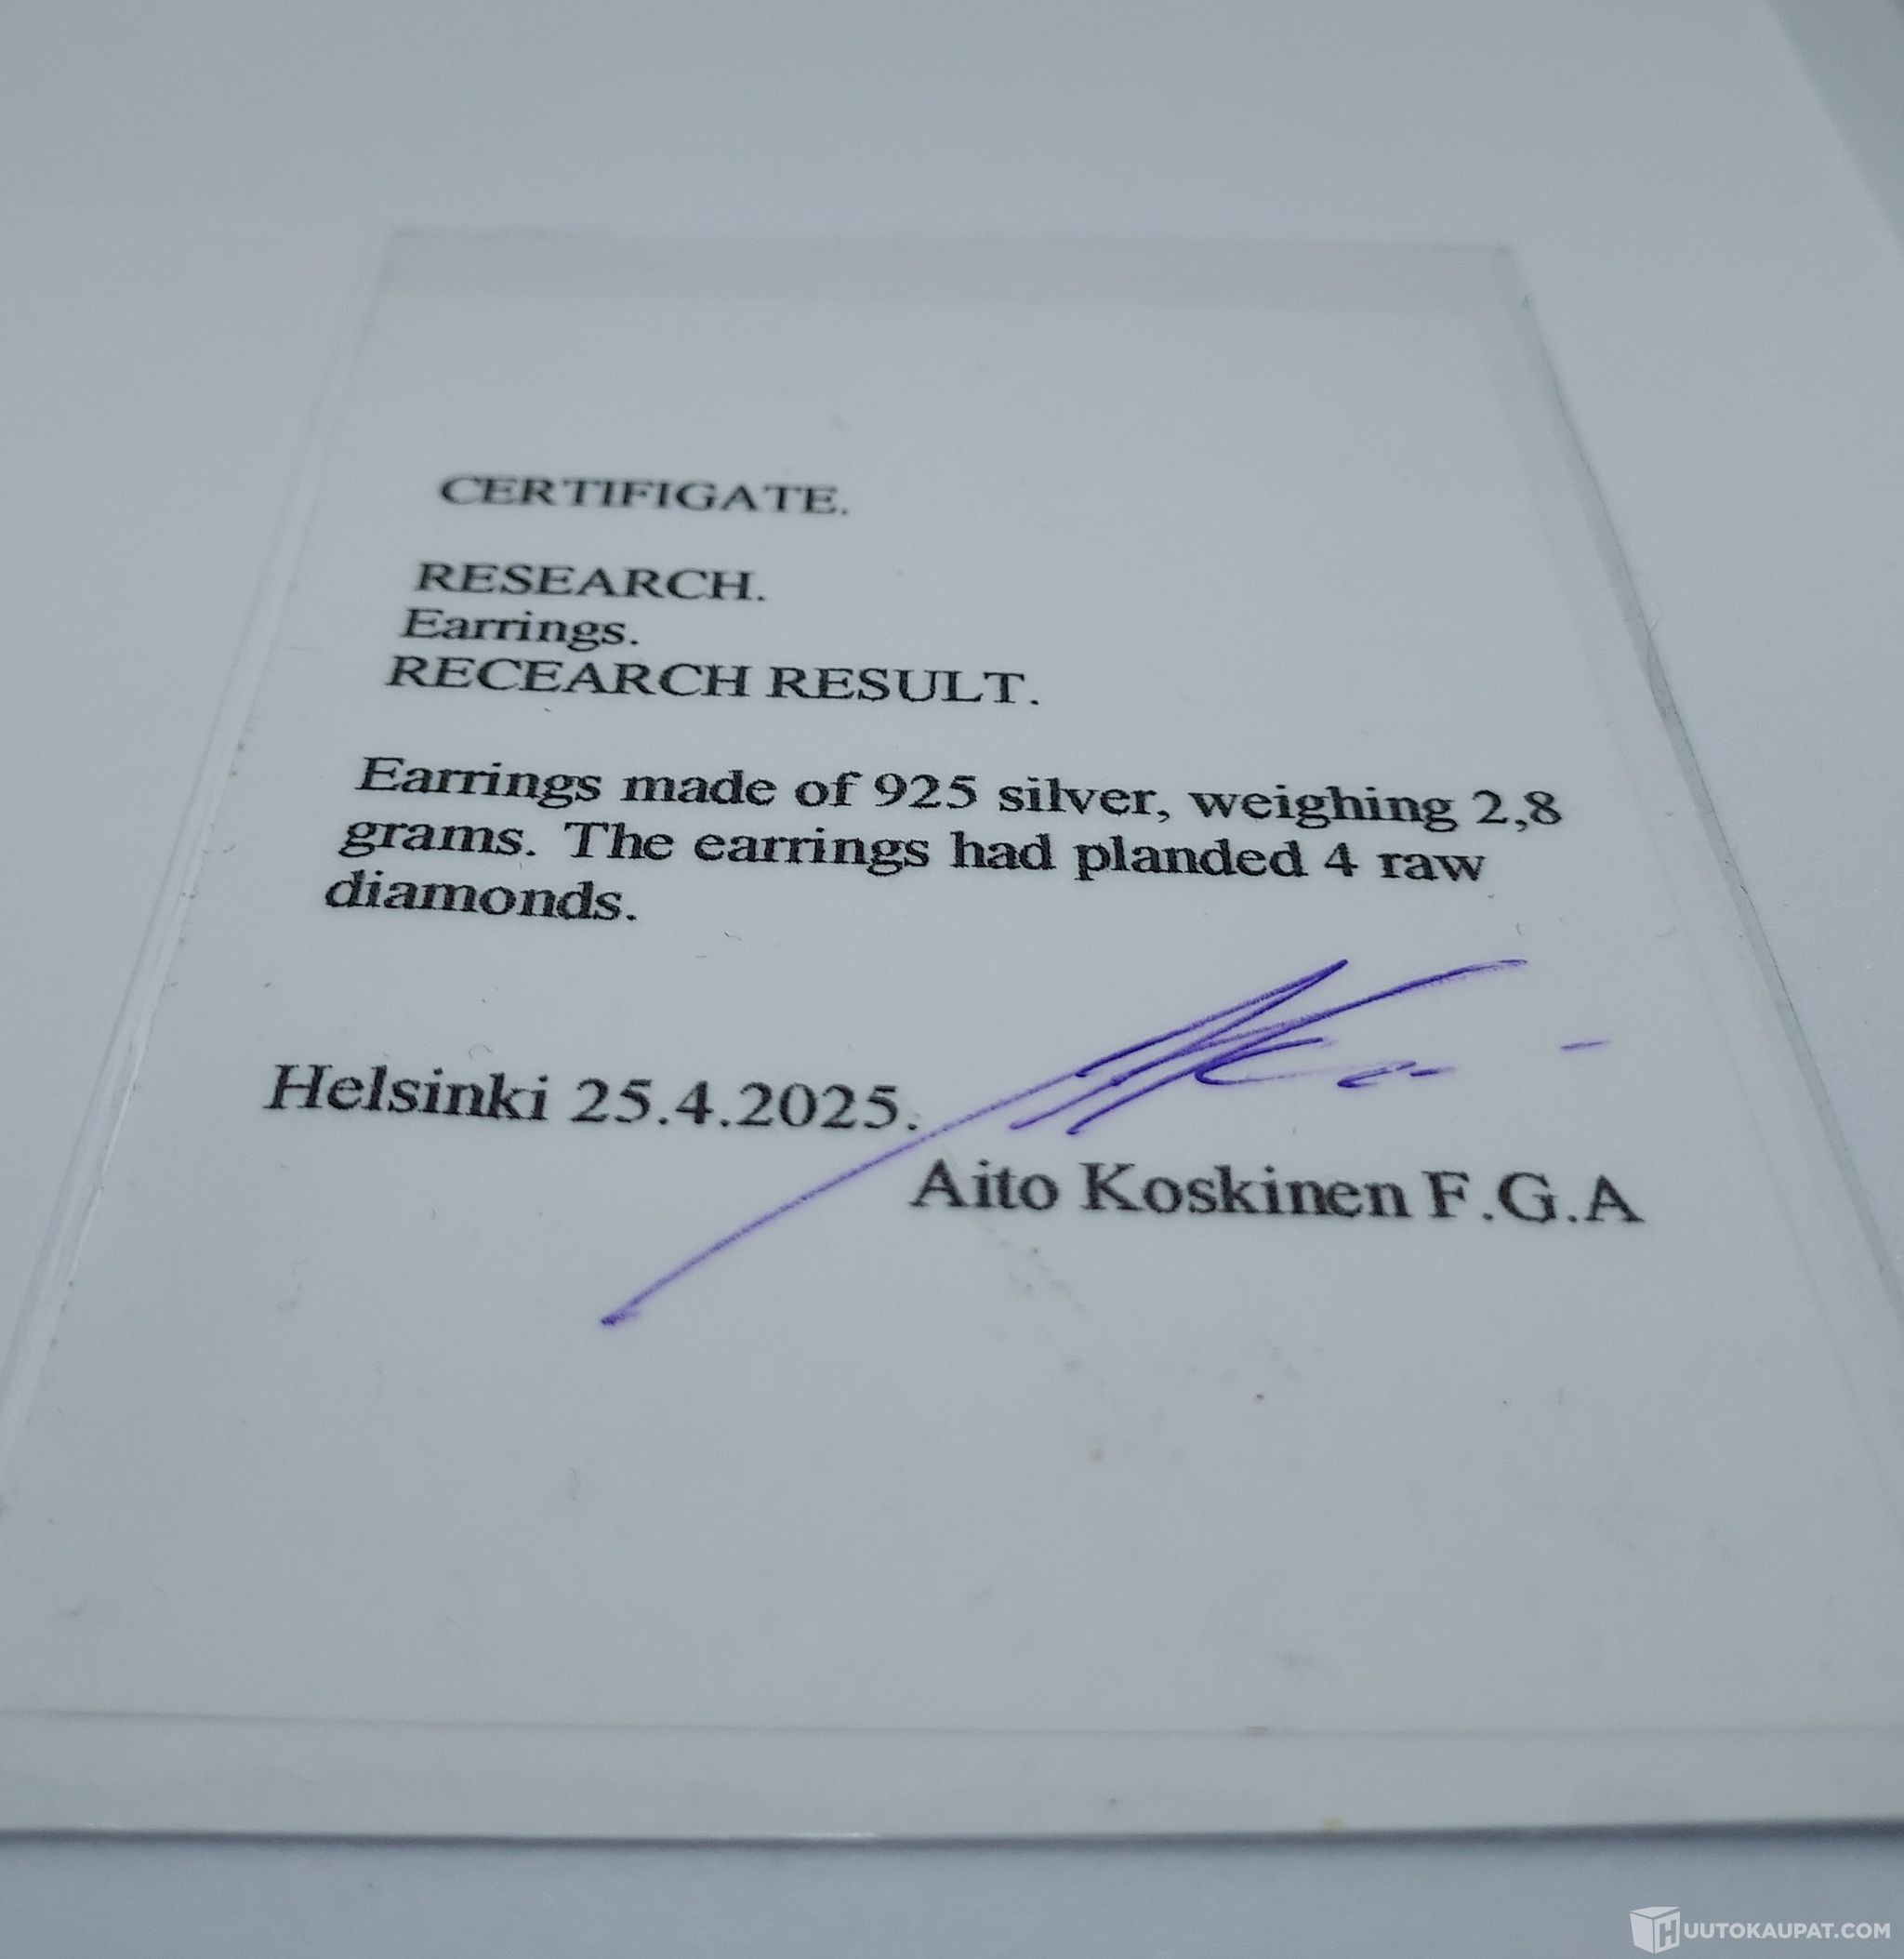 CERTIFIGATE.
RESEARCH.
Earrings.
RECEARCH RESULT.
Earrings made of 925 silver, weighing 2,8
grams. The earrings had planded 4 raw
diamonds.
Helsinki 25.4.2025.
Aito Koskinen F.G.A
HUUTOKAUPAT.COM